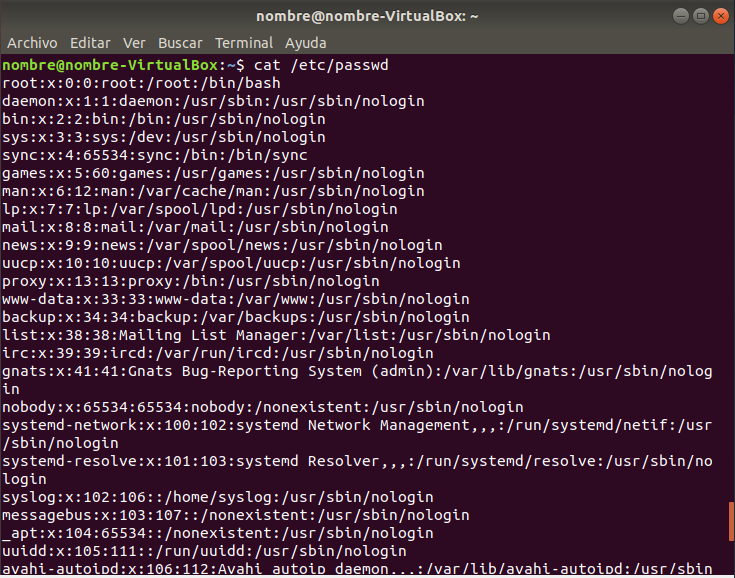 nombre@nombre-VirtualBox: ~
Archivo Editar Ver Buscar Terminal Ayuda
nombre@nombre-VirtualBox:~$ cat /etc/passwd
root:x:0:0:root:/root:/bin/bash
daemon:x:1:1:daemon:/usr/sbin:/usr/sbin/nologin
bin:x:2:2:bin:/bin:/usr/sbin/nologin
sys:x:3:3:sys:/dev:/usr/sbin/nologin
sync:x:4:65534:sync:/bin:/bin/sync
games:x:5:60:games:/usr/games:/usr/sbin/nologin
man:x:6:12:man:/var/cache/man:/usr/sbin/nologin
lp:x:7:7:lp:/var/spool/lpd:/usr/sbin/nologin
mail:x:8:8:mail:/var/mail:/usr/sbin/nologin
news:x:9:9:news:/var/spool/news:/usr/sbin/nologin
uucp:x:10:10:uucp:/var/spool/uucp:/usr/sbin/nologin
proxy:x:13:13:proxy:/bin:/usr/sbin/nologin
www-data:x:33:33:www-data:/var/www:/usr/sbin/nologin
backup:x:34:34:backup:/var/backups:/usr/sbin/nologin
list:x:38:38:Mailing List Manager:/var/list:/usr/sbin/nologin
irc:x:39:39:ircd:/var/run/ircd:/usr/sbin/nologin
gnats:x:41:41:Gnats Bug-Reporting System (admin):/var/lib/gnats:/usr/sbin/nolog
in
nobody:x:65534:65534:nobody:/nonexistent:/usr/sbin/nologin
systemd-network:x:100:102:systemd Network Management,,,:/run/systemd/netif:/usr
/sbin/nologin
systemd-resolve:x:101:103:systemd Resolver,,,:/run/systemd/resolve:/usr/sbin/no
login
syslog:x:102:106::/home/syslog:/usr/sbin/nologin
messagebus:x:103:107::/nonexistent:/usr/sbin/nologin
_apt:x:104:65534::/nonexistent:/usr/sbin/nologin
uuidd:x:105:111::/run/uuidd:/usr/sbin/nologin
avahi-autoipd:x:106:112:Avahi autoip daemon,,,:/var/lib/avahi-autoipd:/usr/sbin